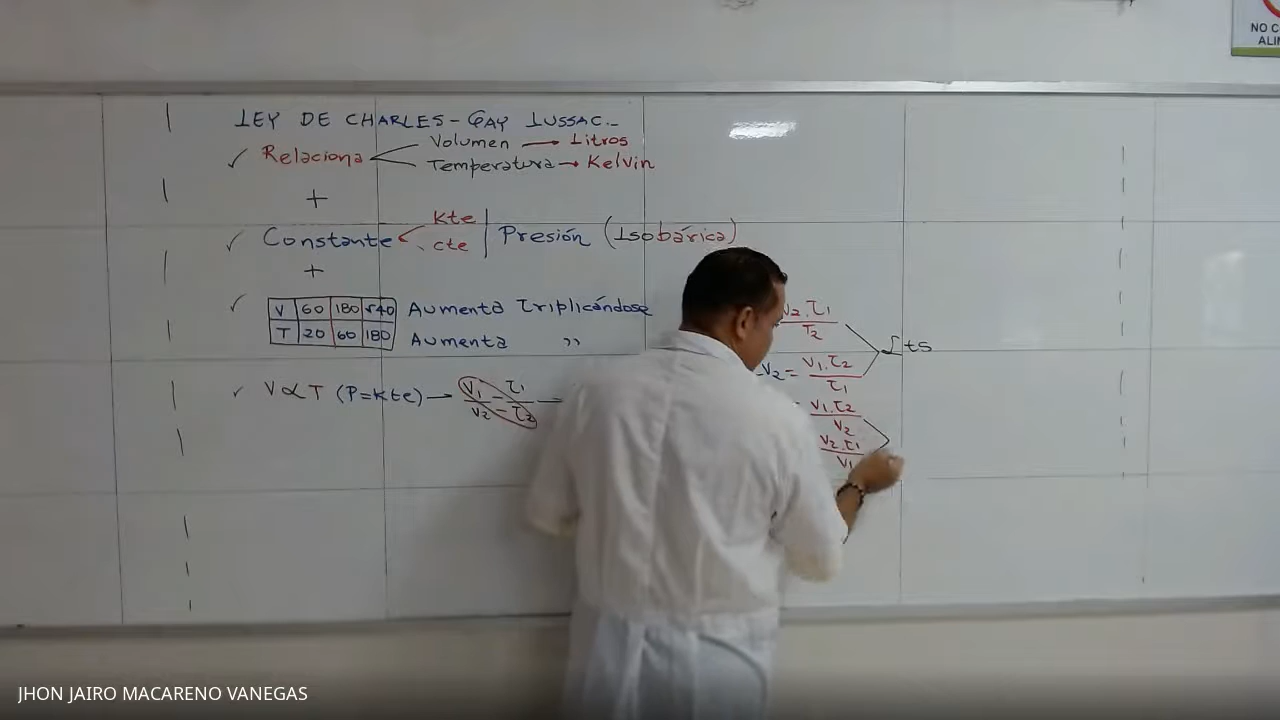 LEY DE CHARLES - GAY LUSSAC.-
✓ Relaciona Volumen → Litros
Temperatura → Kelvin
+
✓ Constante kte
cte
Presión (Isobárica)
+
✓ V 60 180 540 Aumenta Triplicándose
T 20 60 180 Aumenta ,,
✓ V ∝ T (P=Kte) → V1/V2 = T1/T2 →
V2.T1/T2
V2 = V1.T2/T1
Lts
= V1.T2/V2
V2.T1/V1
NO C
ALIM
JHON JAIRO MACARENO VANEGAS